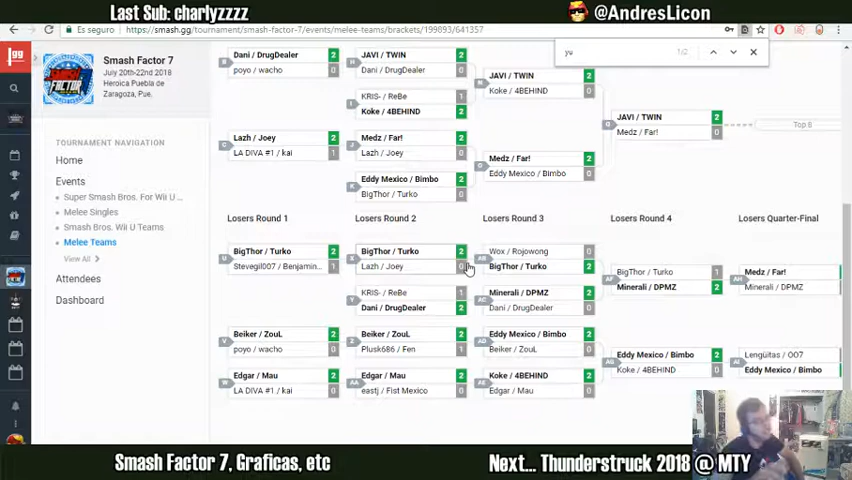 Last Sub: charlyzzzz
@AndresLicon
Es seguro
https://smash.gg/tournament/smash-factor-7/events/melee-teams/brackets/199893/641357
yu
1/2
Smash Factor 7
July 20th-22nd 2018
Heroica Puebla de
Zaragoza, Pue.
TOURNAMENT NAVIGATION
Home
Events
Super Smash Bros. For Wii U ...
Melee Singles
Smash Bros. Wii U Teams
Melee Teams
View All
Attendees
Dashboard
Dani / DrugDealer 2
poyo / wacho 0
Lazh / Joey 2
LA DIVA #1 / kai 1
JAVI / TWIN 2
Dani / DrugDealer 0
KRIS- / ReBe 1
Koke / 4BEHIND 2
Medz / Far! 2
Lazh / Joey 0
Eddy Mexico / Bimbo 2
BigThor / Turko 0
JAVI / TWIN 2
Koke / 4BEHIND 0
Medz / Far! 2
Eddy Mexico / Bimbo 0
JAVI / TWIN 2
Medz / Far! 0
Top 8
Losers Round 1
Losers Round 2
Losers Round 3
Losers Round 4
Losers Quarter-Final
BigThor / Turko 2
Stevegil007 / Benjamin... 1
Beiker / ZouL 2
poyo / wacho 0
Edgar / Mau 2
LA DIVA #1 / kai 0
BigThor / Turko 2
Lazh / Joey 0
KRIS- / ReBe 1
Dani / DrugDealer 2
Beiker / ZouL 2
Plusk686 / Fen 1
Edgar / Mau 2
eastj / Fist Mexico 0
Wox / Rojowong 0
BigThor / Turko 2
Minerali / DPMZ 2
Dani / DrugDealer 0
Eddy Mexico / Bimbo 2
Beiker / ZouL 0
Koke / 4BEHIND 2
Edgar / Mau 0
BigThor / Turko 1
Minerali / DPMZ 2
Eddy Mexico / Bimbo 2
Koke / 4BEHIND 0
Medz / Far!
Minerali / DPMZ
Lengüitas / OO7
Eddy Mexico / Bimbo
Smash Factor 7, Graficas, etc
Next... Thunderstruck 2018 @ MTY